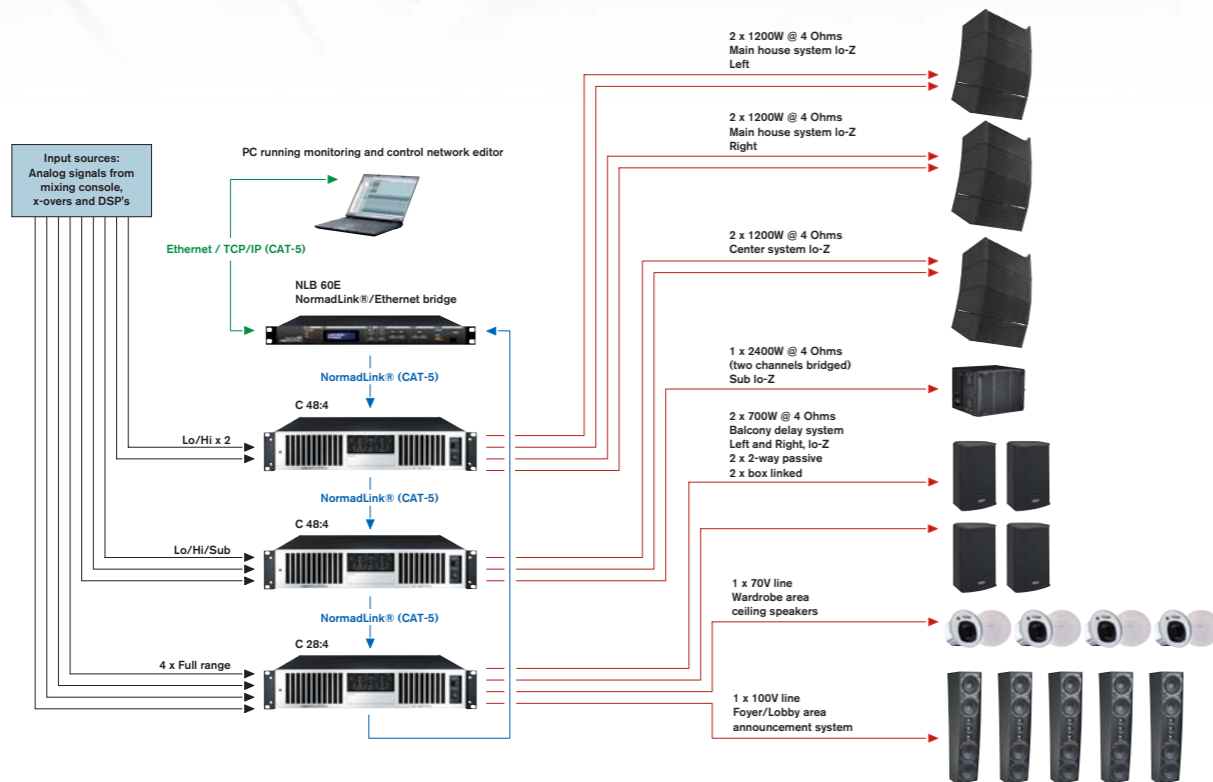 Input sources:
Analog signals from
mixing console,
x-overs and DSP's
PC running monitoring and control network editor
Ethernet / TCP/IP (CAT-5)
NLB 60E
NormadLink®/Ethernet bridge
NormadLink® (CAT-5)
C 48:4
Lo/Hi x 2
NormadLink® (CAT-5)
C 48:4
Lo/Hi/Sub
NormadLink® (CAT-5)
C 28:4
4 x Full range
2 x 1200W @ 4 Ohms
Main house system lo-Z
Left
2 x 1200W @ 4 Ohms
Main house system lo-Z
Right
2 x 1200W @ 4 Ohms
Center system lo-Z
1 x 2400W @ 4 Ohms
(two channels bridged)
Sub lo-Z
2 x 700W @ 4 Ohms
Balcony delay system
Left and Right, lo-Z
2 x 2-way passive
2 x box linked
1 x 70V line
Wardrobe area
ceiling speakers
1 x 100V line
Foyer/Lobby area
announcement system